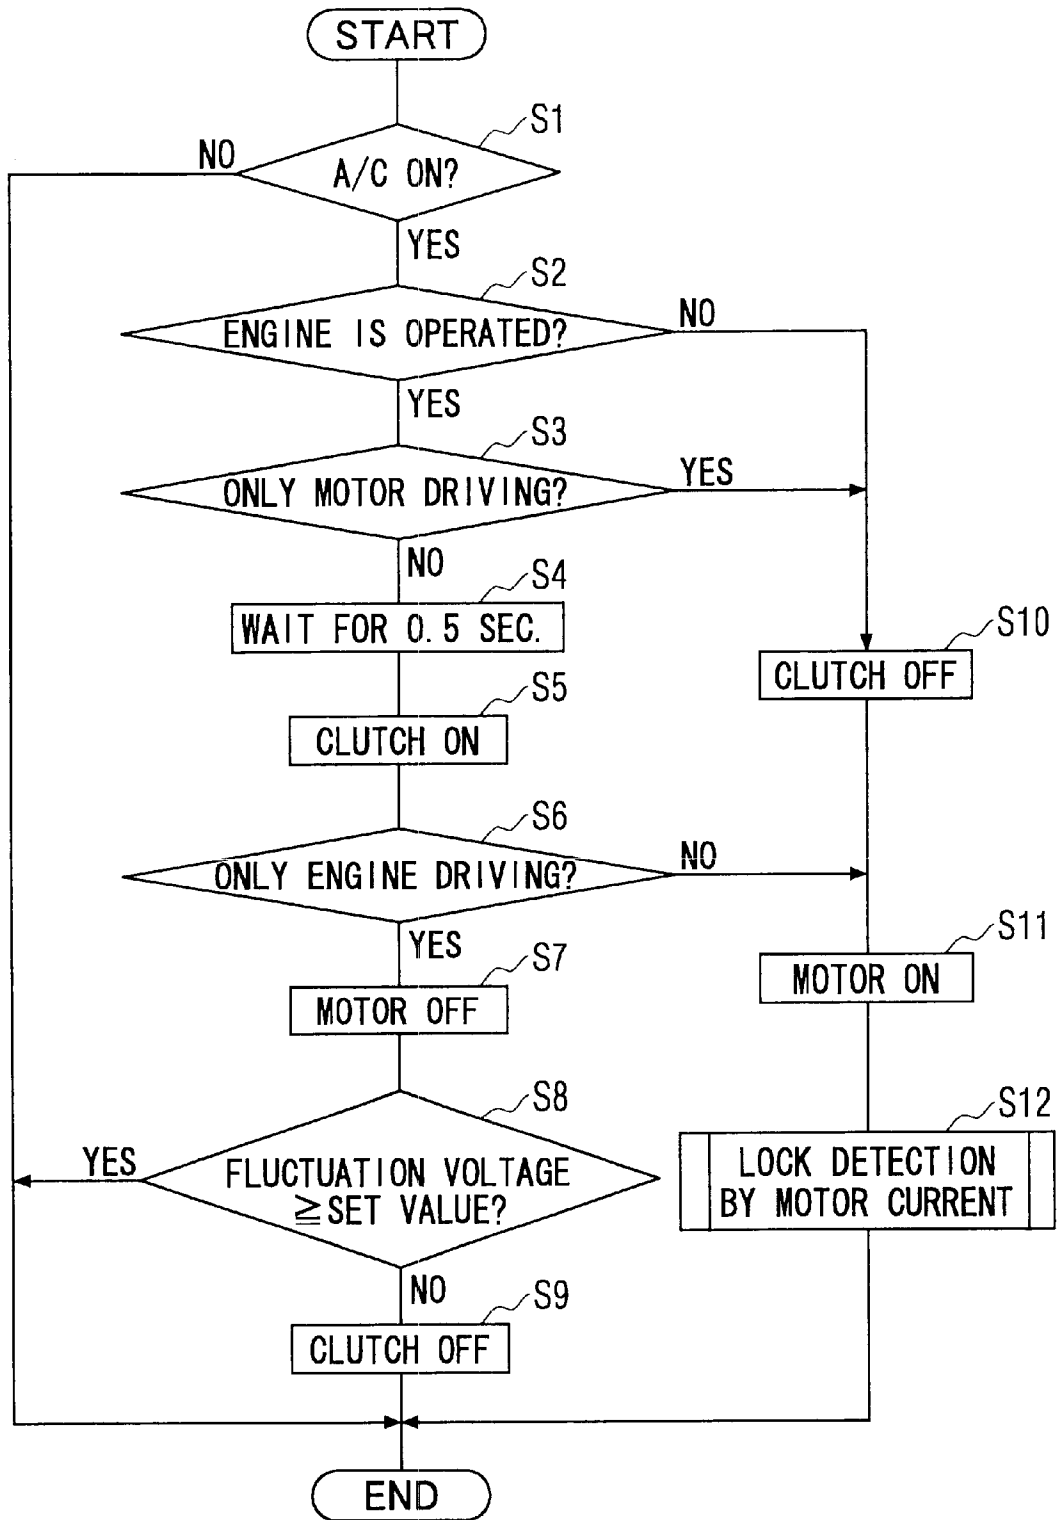 START
S1
NO
A/C ON?
YES
S2
NO
ENGINE IS OPERATED?
YES
S3
YES
ONLY MOTOR DRIVING?
NO
S4
WAIT FOR 0.5 SEC.
S10
CLUTCH OFF
S5
CLUTCH ON
S6
NO
ONLY ENGINE DRIVING?
YES
S11
MOTOR ON
S7
MOTOR OFF
S8
YES
FLUCTUATION VOLTAGE
≧SET VALUE?
S12
LOCK DETECTION
BY MOTOR CURRENT
NO
S9
CLUTCH OFF
END